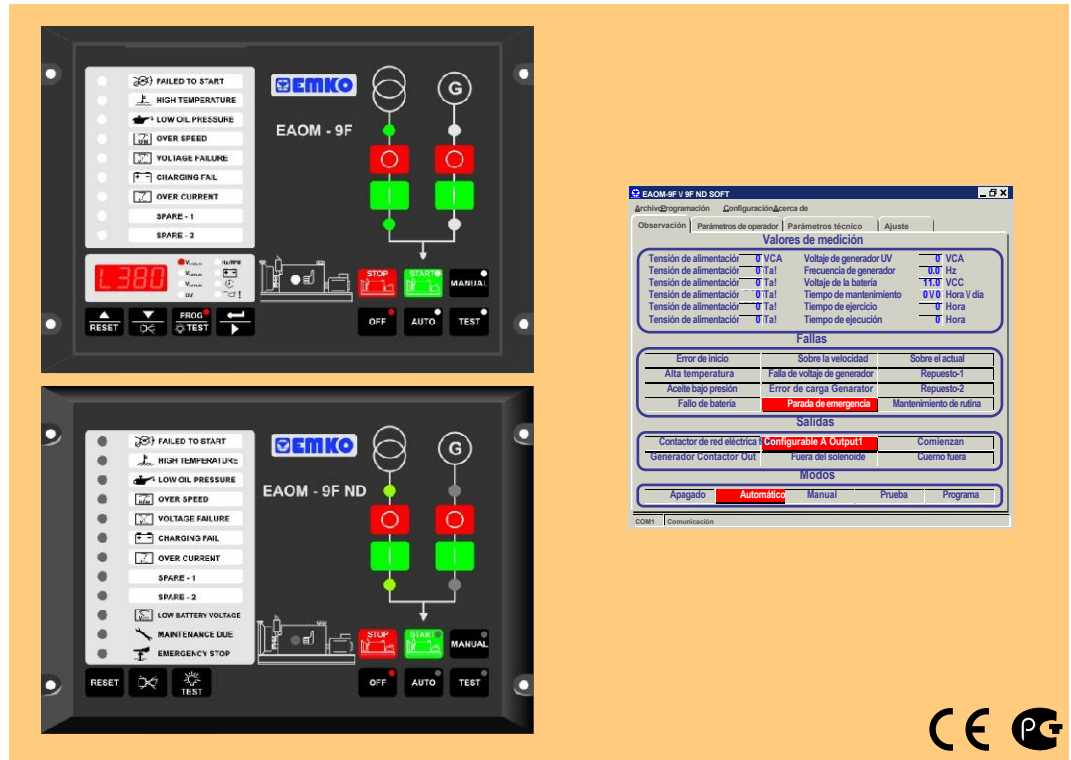 FAILED TO START
HIGH TEMPERATURE
LOW OIL PRESSURE
OVER SPEED
VOLTAGE FAILURE
CHARGING FAIL
OVER CURRENT
SPARE - 1
SPARE - 2
EMKO
EAOM - 9F
G
L380
Hz/RPM
UV
STOP
START
MANUAL
RESET
PROG
TEST
OFF
AUTO
TEST
FAILED TO START
HIGH TEMPERATURE
LOW OIL PRESSURE
OVER SPEED
VOLTAGE FAILURE
CHARGING FAIL
OVER CURRENT
SPARE - 1
SPARE - 2
LOW BATTERY VOLTAGE
MAINTENANCE DUE
EMERGENCY STOP
EMKO
EAOM - 9F ND
G
STOP
START
MANUAL
RESET
TEST
OFF
AUTO
TEST
EAOM-9F \/ 9F ND SOFT
Archivo Programación Configuración Acerca de
Observación Parámetros de operador Parámetros técnico Ajuste
Valores de medición
Tensión de alimentación 0 VCA Voltaje de generador UV 0 VCA
Tensión de alimentación 0 Ta! Frecuencia de generador 0.0 Hz
Tensión de alimentación 0 Ta! Voltaje de la batería 11.0 VCC
Tensión de alimentación 0 Ta! Tiempo de mantenimiento 0 \/ 0 Hora \/ día
Tensión de alimentación 0 Ta! Tiempo de ejercicio 0 Hora
Tensión de alimentación 0 Ta! Tiempo de ejecución 0 Hora
Fallas
Error de inicio Sobre la velocidad Sobre el actual
Alta temperatura Falla de voltaje de generador Repuesto-1
Aceite bajo presión Error de carga Genarator Repuesto-2
Fallo de batería Parada de emergencia Mantenimiento de rutina
Salidas
Contactor de red eléctrica f Configurable A Output1 Comienzan
Generador Contactor Out Fuera del solenoide Cuerno fuera
Modos
Apagado Automático Manual Prueba Programa
COM1 Comunicación
CE